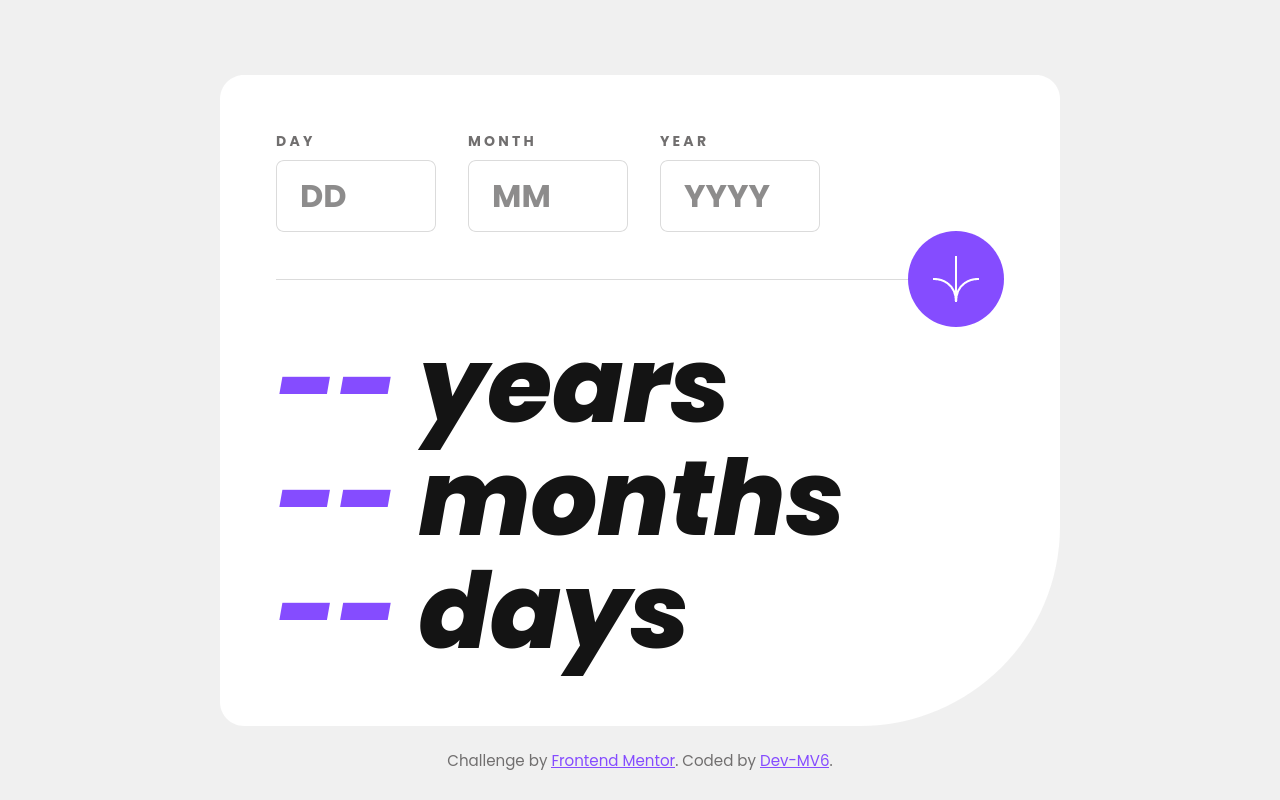 DAY MONTH YEAR
DD MM YYYY
-- years
-- months
-- days
Challenge by Frontend Mentor. Coded by Dev-MV6.